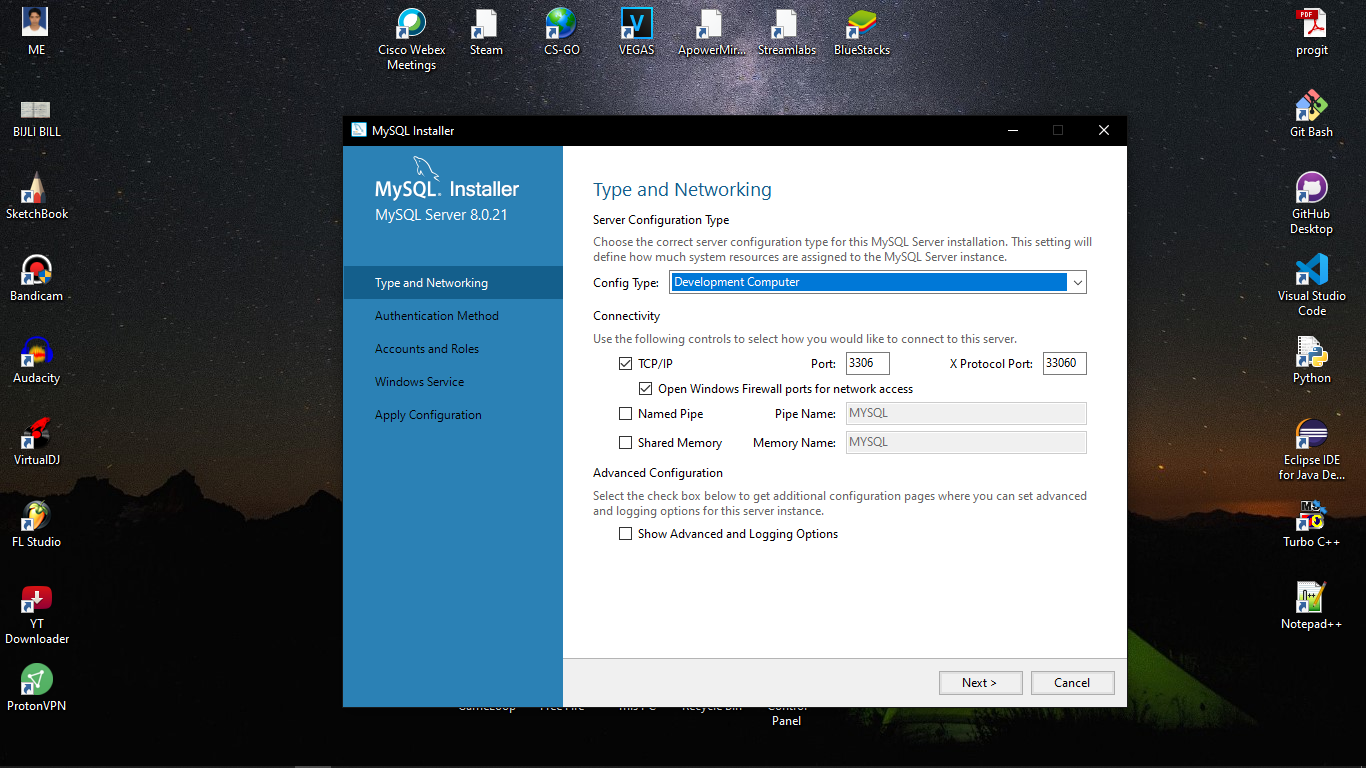 ME
Cisco Webex
Meetings
Steam
CS-GO
VEGAS
ApowerMir...
Streamlabs
BlueStacks
progit
BIJLI BILL
Git Bash
SketchBook
GitHub
Desktop
Bandicam
Visual Studio
Code
Audacity
Python
VirtualDJ
Eclipse IDE
for Java De...
FL Studio
Turbo C++
YT
Downloader
Notepad++
ProtonVPN
MySQL Installer
MySQL. Installer
MySQL Server 8.0.21
Type and Networking
Authentication Method
Accounts and Roles
Windows Service
Apply Configuration
Type and Networking
Server Configuration Type
Choose the correct server configuration type for this MySQL Server installation. This setting will
define how much system resources are assigned to the MySQL Server instance.
Config Type: Development Computer
Connectivity
Use the following controls to select how you would like to connect to this server.
TCP/IP Port: 3306 X Protocol Port: 33060
Open Windows Firewall ports for network access
Named Pipe Pipe Name: MYSQL
Shared Memory Memory Name: MYSQL
Advanced Configuration
Select the check box below to get additional configuration pages where you can set advanced
and logging options for this server instance.
Show Advanced and Logging Options
Next > Cancel
GameLoop Free Fire This PC Recycle Bin Control
Panel